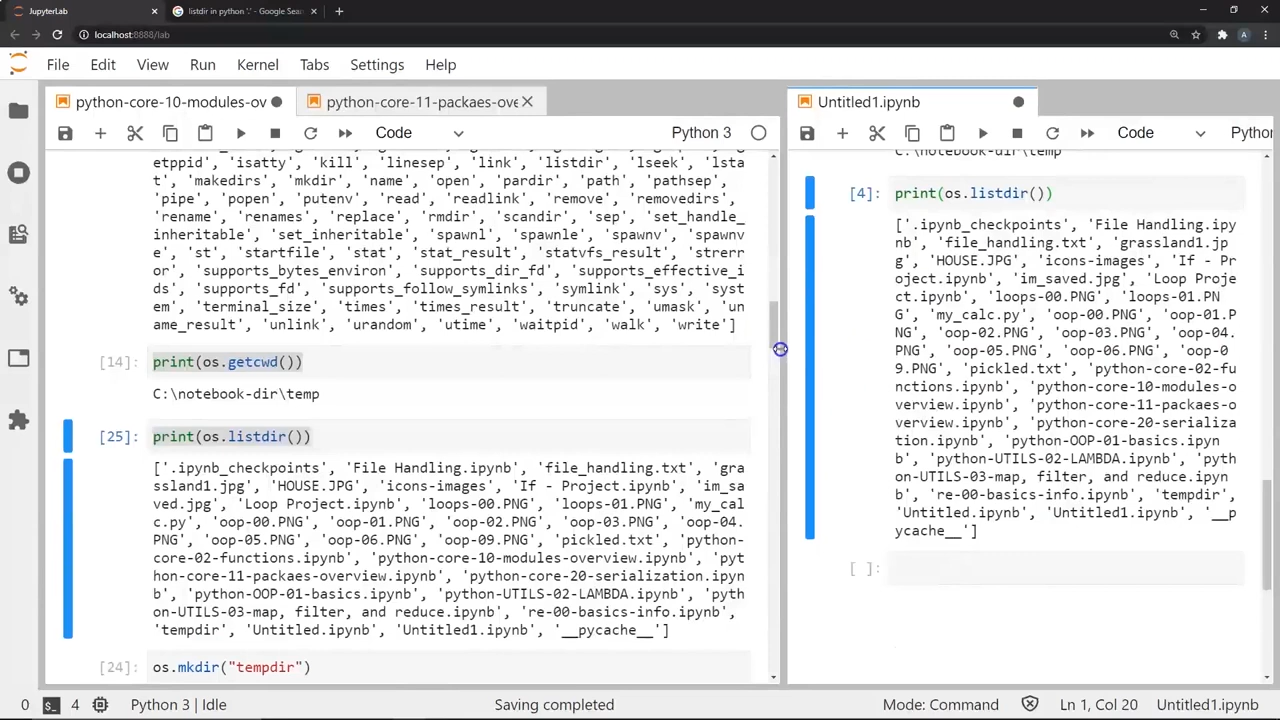 JupyterLab
listdir in python '.' - Google Sear
localhost:8888/lab
A
File Edit View Run Kernel Tabs Settings Help
python-core-10-modules-ov
python-core-11-packaes-ove
Code
Python 3
etppid', 'isatty', 'kill', 'linesep', 'link', 'listdir', 'lseek', 'lsta
t', 'makedirs', 'mkdir', 'name', 'open', 'pardir', 'path', 'pathsep',
'pipe', 'popen', 'putenv', 'read', 'readlink', 'remove', 'removedirs',
'rename', 'renames', 'replace', 'rmdir', 'scandir', 'sep', 'set_handle_
inheritable', 'set_inheritable', 'spawnl', 'spawnle', 'spawnv', 'spawnv
e', 'st', 'startfile', 'stat', 'stat_result', 'statvfs_result', 'strerr
or', 'supports_bytes_environ', 'supports_dir_fd', 'supports_effective_i
ds', 'supports_fd', 'supports_follow_symlinks', 'symlink', 'sys', 'syst
em', 'terminal_size', 'times', 'times_result', 'truncate', 'umask', 'un
ame_result', 'unlink', 'urandom', 'utime', 'waitpid', 'walk', 'write']
[14]: print(os.getcwd())
C:\notebook-dir\temp
[25]: print(os.listdir())
['.ipynb_checkpoints', 'File Handling.ipynb', 'file_handling.txt', 'gra
ssland1.jpg', 'HOUSE.JPG', 'icons-images', 'If - Project.ipynb', 'im_sa
ved.jpg', 'Loop Project.ipynb', 'loops-00.PNG', 'loops-01.PNG', 'my_cal
c.py', 'oop-00.PNG', 'oop-01.PNG', 'oop-02.PNG', 'oop-03.PNG', 'oop-04.
PNG', 'oop-05.PNG', 'oop-06.PNG', 'oop-09.PNG', 'pickled.txt', 'python-
core-02-functions.ipynb', 'python-core-10-modules-overview.ipynb', 'pyt
hon-core-11-packaes-overview.ipynb', 'python-core-20-serialization.ipyn
b', 'python-OOP-01-basics.ipynb', 'python-UTILS-02-LAMBDA.ipynb', 'pyth
on-UTILS-03-map, filter, and reduce.ipynb', 're-00-basics-info.ipynb',
'tempdir', 'Untitled.ipynb', 'Untitled1.ipynb', '__pycache__']
[24]: os.mkdir("tempdir")
Untitled1.ipynb
Code
Pytho
C:\notebook-dir\temp
[4]: print(os.listdir())
['.ipynb_checkpoints', 'File Handling.ipy
nb', 'file_handling.txt', 'grassland1.jp
g', 'HOUSE.JPG', 'icons-images', 'If - Pr
oject.ipynb', 'im_saved.jpg', 'Loop Proje
ct.ipynb', 'loops-00.PNG', 'loops-01.PN
G', 'my_calc.py', 'oop-00.PNG', 'oop-01.P
NG', 'oop-02.PNG', 'oop-03.PNG', 'oop-04.
PNG', 'oop-05.PNG', 'oop-06.PNG', 'oop-0
9.PNG', 'pickled.txt', 'python-core-02-fu
nctions.ipynb', 'python-core-10-modules-o
verview.ipynb', 'python-core-11-packaes-o
verview.ipynb', 'python-core-20-serializa
tion.ipynb', 'python-OOP-01-basics.ipyn
b', 'python-UTILS-02-LAMBDA.ipynb', 'pyth
on-UTILS-03-map, filter, and reduce.ipyn
b', 're-00-basics-info.ipynb', 'tempdir',
'Untitled.ipynb', 'Untitled1.ipynb', '__p
ycache__']
[ ]:
0 $_ 4 Python 3 | Idle Saving completed Mode: Command Ln 1, Col 20 Untitled1.ipynb